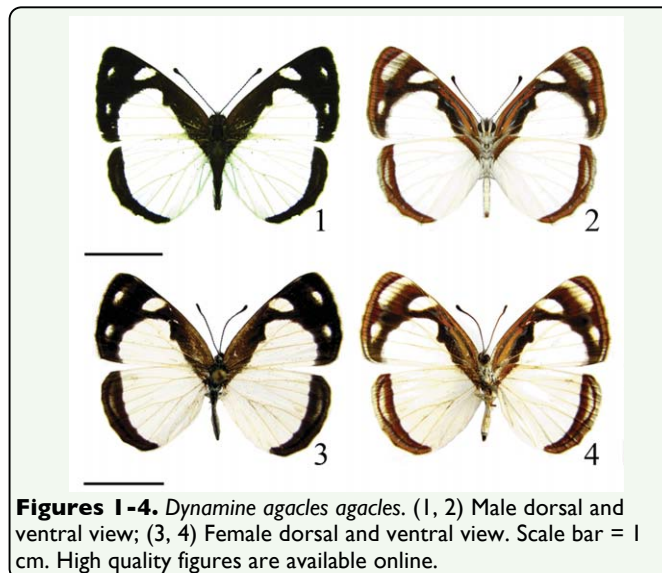 1
2
3
4
Figures 1-4. Dynamine agacles agacles. (1, 2) Male dorsal and
ventral view; (3, 4) Female dorsal and ventral view. Scale bar = 1
cm. High quality figures are available online.